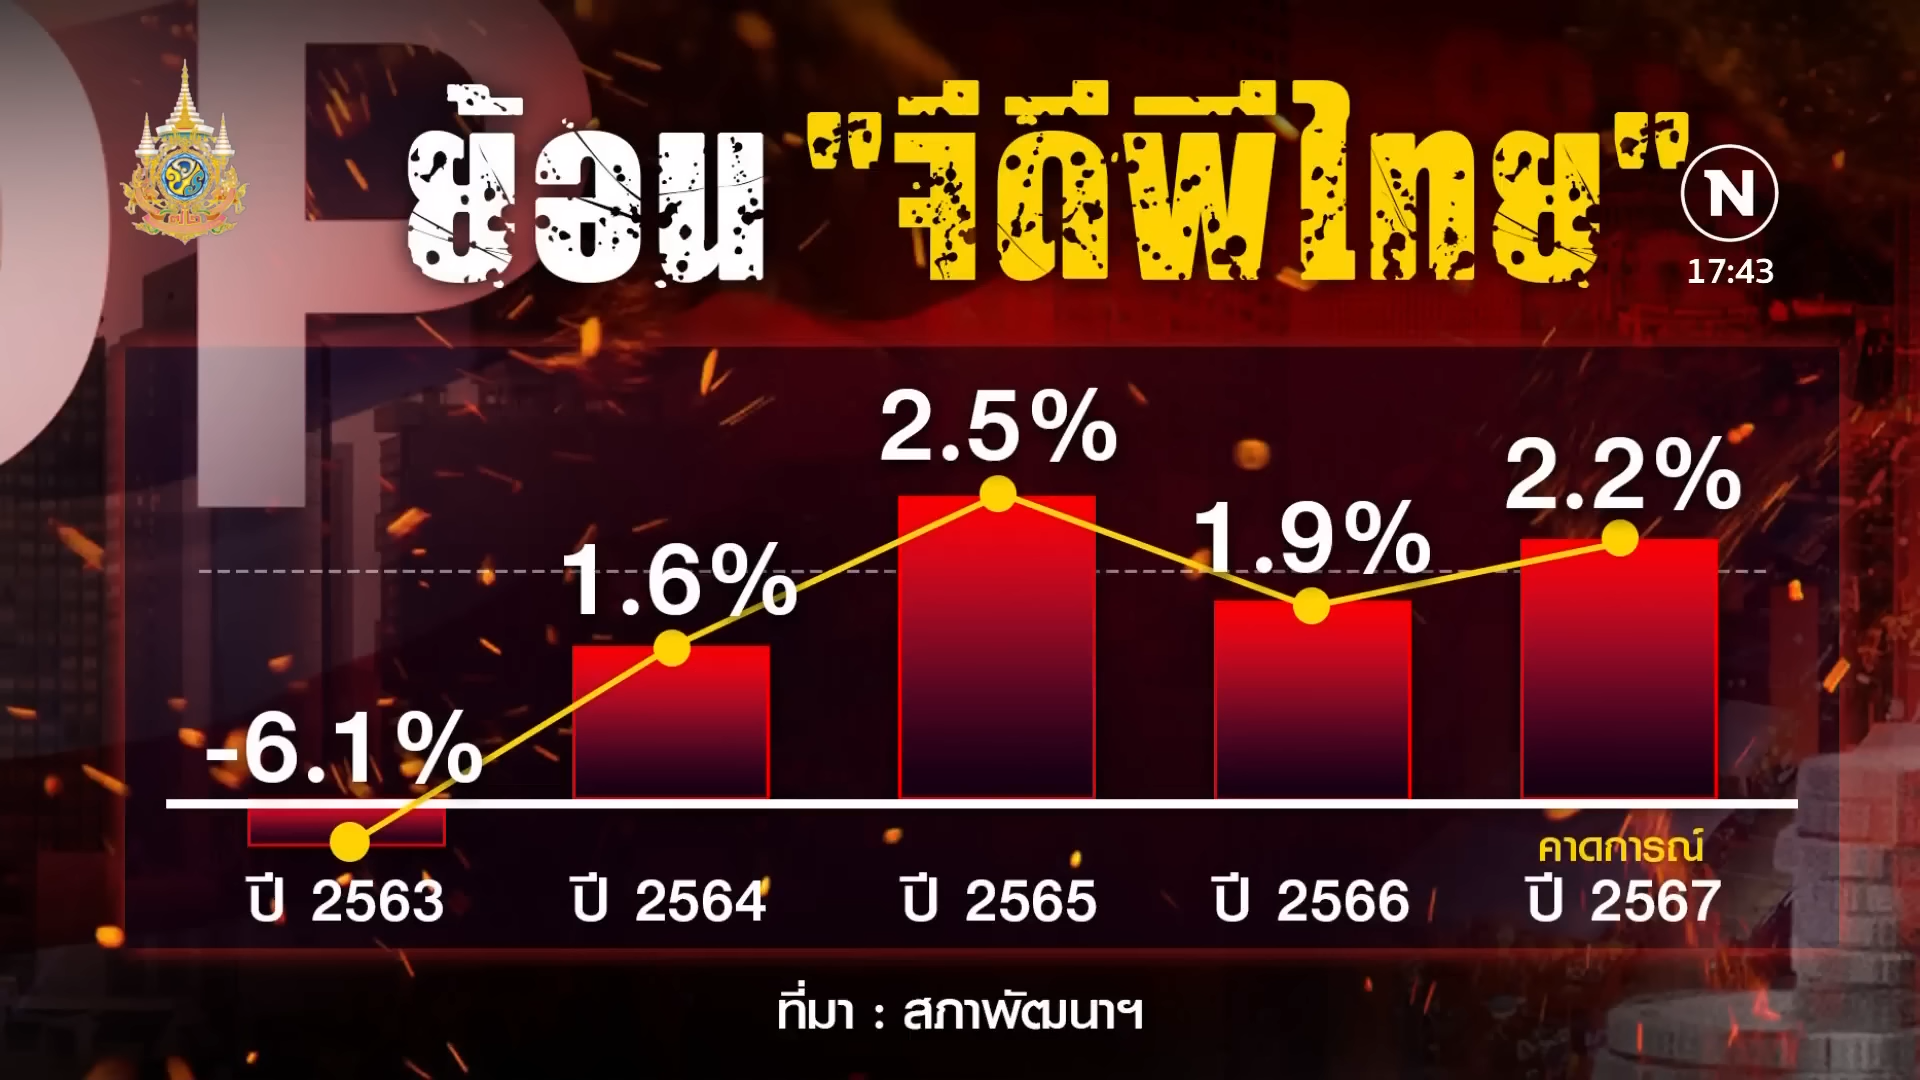 ย้อน "จีดีพีไทย"
N
17:43
2.5%
2.2%
1.9%
1.6%
-6.1%
คาดการณ์
ปี 2563 ปี 2564 ปี 2565 ปี 2566 ปี 2567
ที่มา : สภาพัฒนาฯ